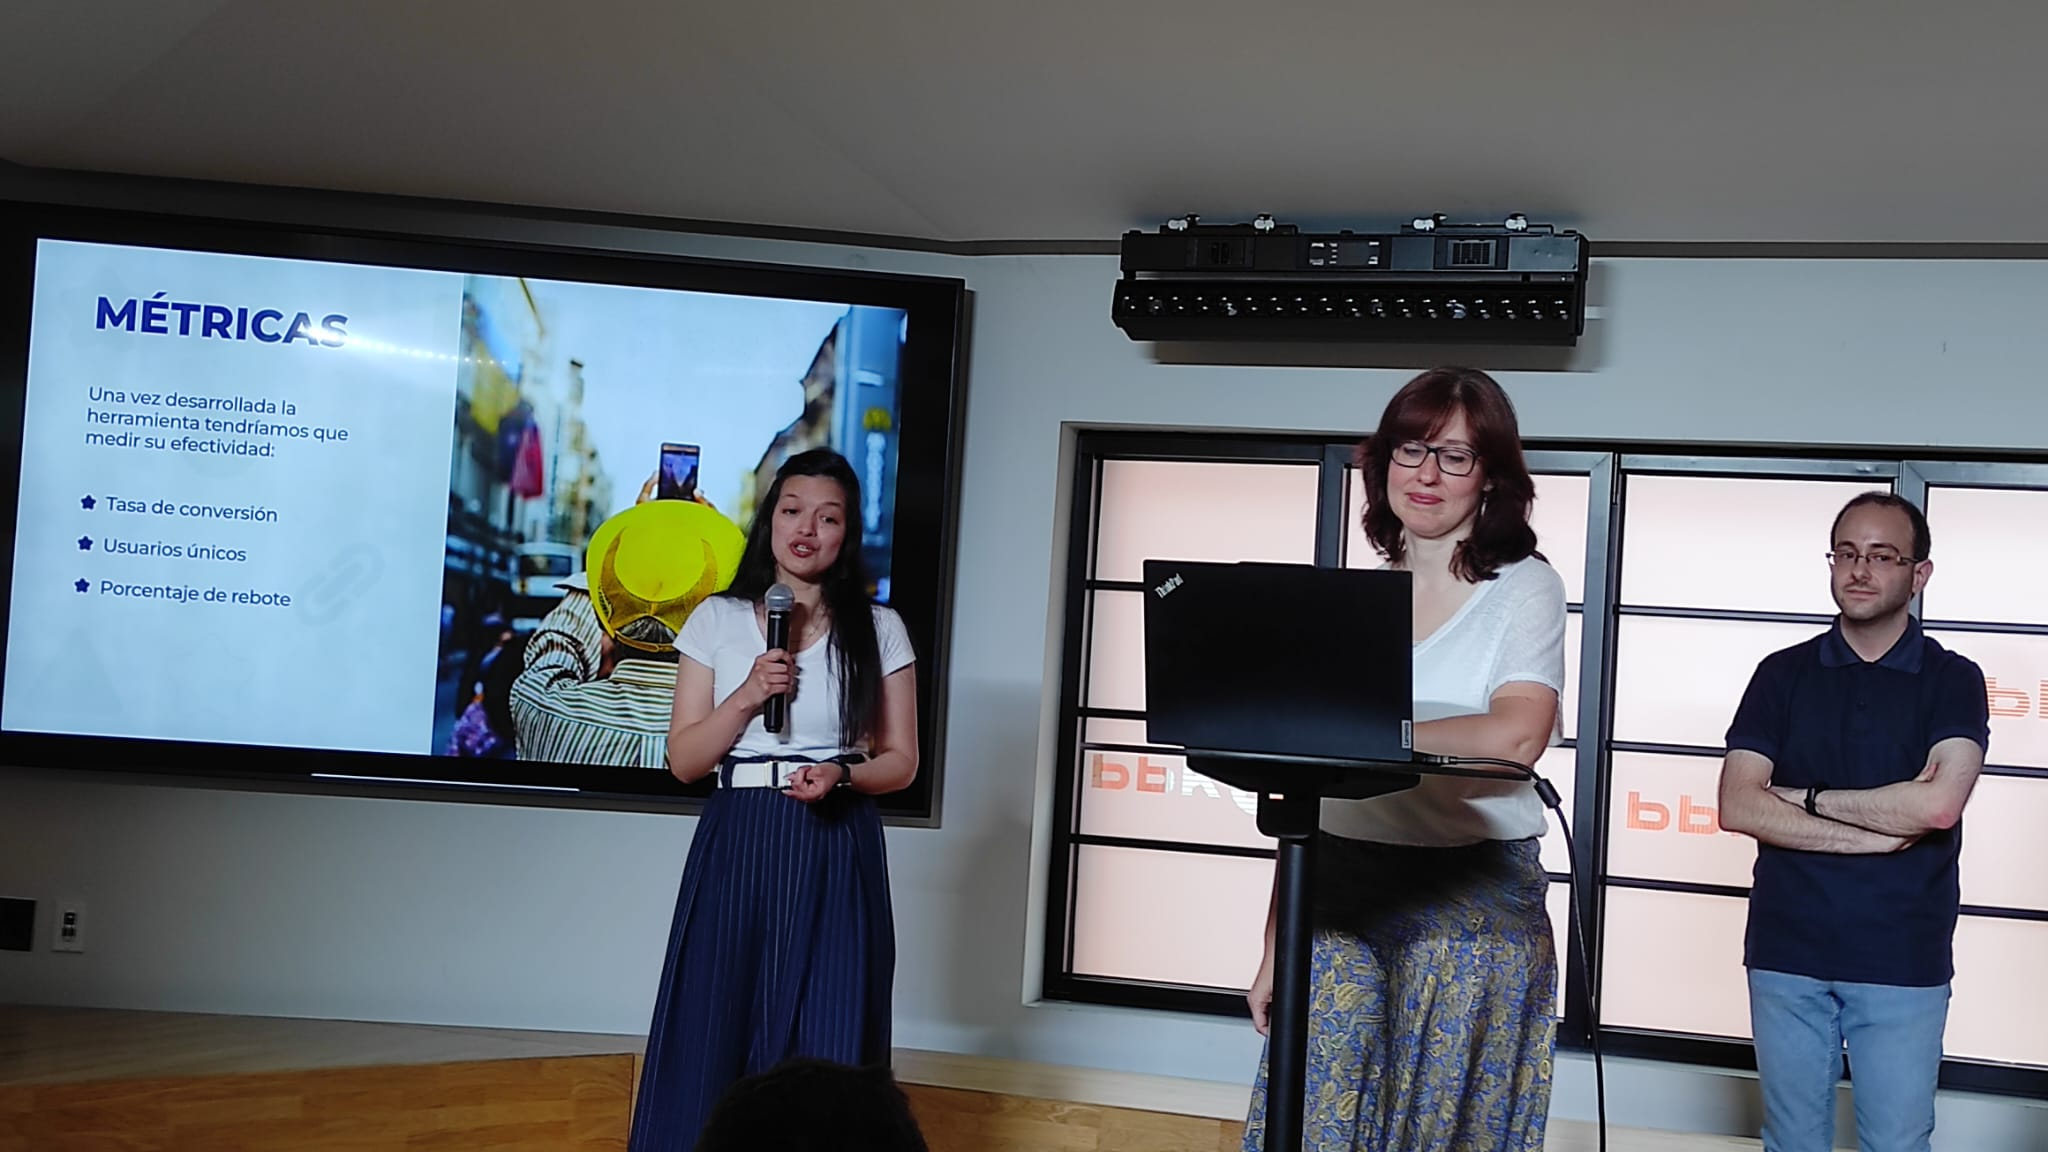 MÉTRICAS
Una vez desarrollada la
herramienta tendríamos que
medir su efectividad:
Tasa de conversión
Usuarios únicos
Porcentaje de rebote
ThinkPad
Lenovo